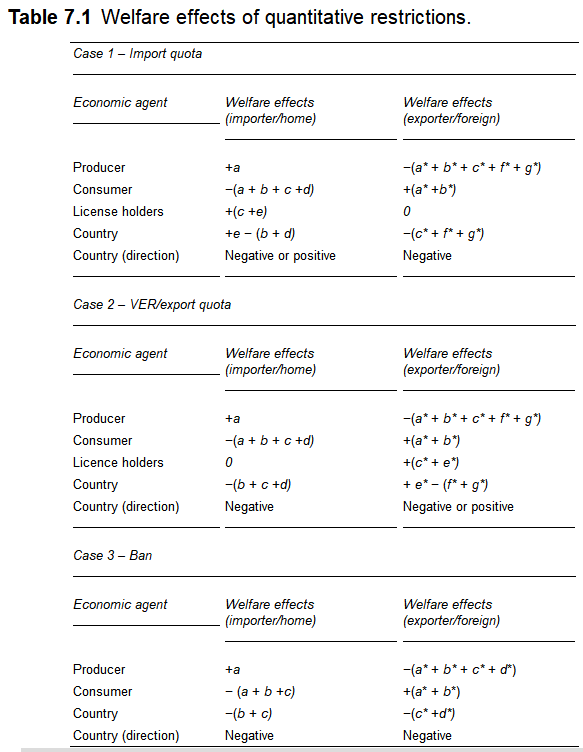 Table 7.1 Welfare effects of quantitative restrictions.
Case 1 – Import quota
Economic agent Welfare effects (importer/home) Welfare effects (exporter/foreign)
Producer +a −(a* + b* + c* + f* + g*)
Consumer −(a + b + c +d) +(a* +b*)
License holders +(c +e) 0
Country +e − (b + d) −(c* + f* + g*)
Country (direction) Negative or positive Negative
Case 2 – VER/export quota
Economic agent Welfare effects (importer/home) Welfare effects (exporter/foreign)
Producer +a −(a* + b* + c* + f* + g*)
Consumer −(a + b + c +d) +(a* + b*)
Licence holders 0 +(c* + e*)
Country −(b + c +d) + e* − (f* + g*)
Country (direction) Negative Negative or positive
Case 3 – Ban
Economic agent Welfare effects (importer/home) Welfare effects (exporter/foreign)
Producer +a −(a* + b* + c* + d*)
Consumer − (a + b +c) +(a* + b*)
Country −(b + c) −(c* +d*)
Country (direction) Negative Negative